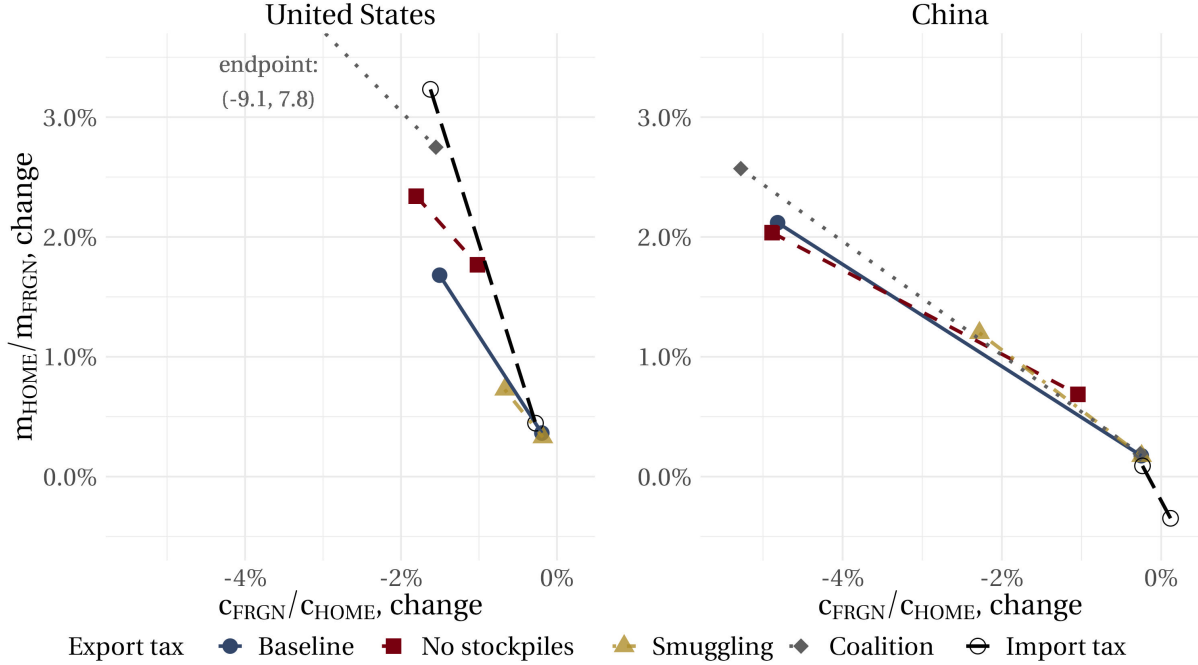 United States
China
endpoint:
(-9.1, 7.8)
3.0%
2.0%
1.0%
0.0%
3.0%
2.0%
1.0%
0.0%
m_HOME/m_FRGN, change
-4%
-2%
0%
-4%
-2%
0%
c_FRGN/c_HOME, change
c_FRGN/c_HOME, change
Export tax
Baseline
No stockpiles
Smuggling
Coalition
Import tax